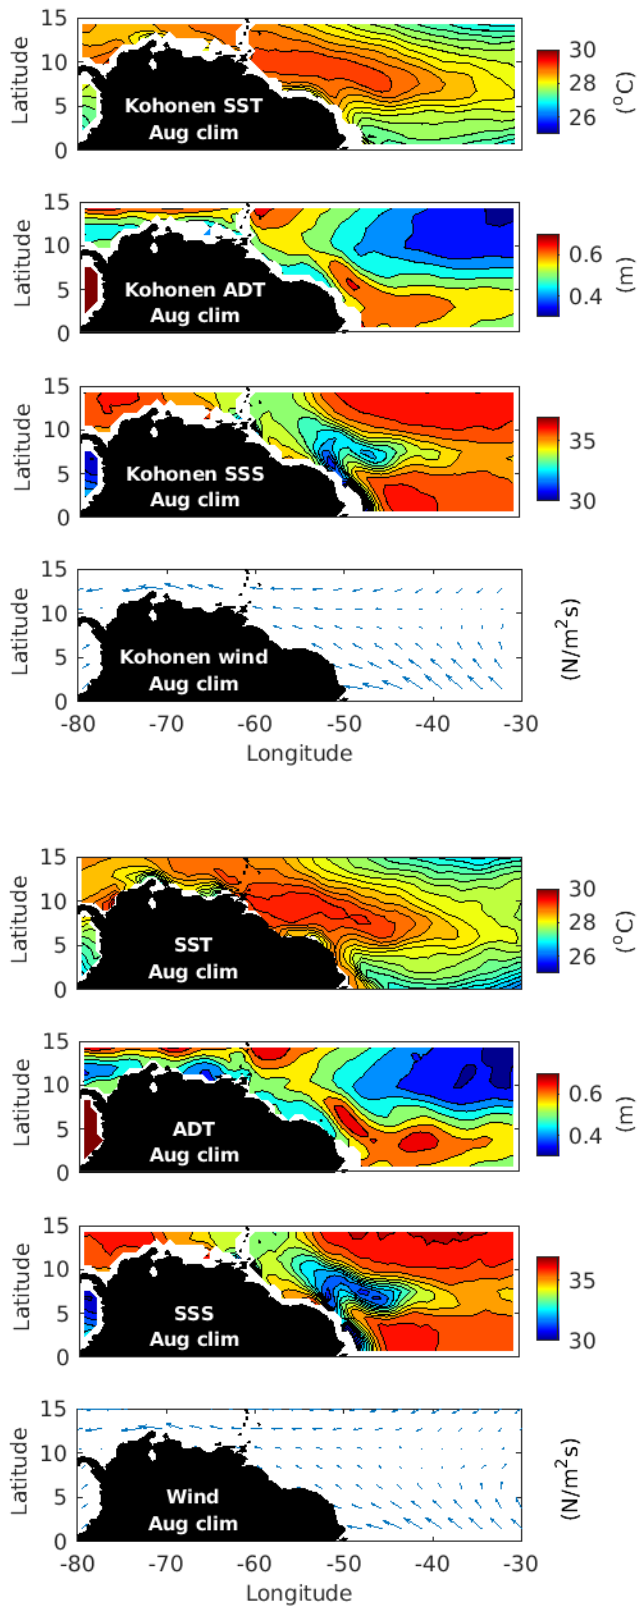 15
10
5
0
Latitude
Kohonen SST
Aug clim
30
28
26
(°C)
15
10
5
0
Latitude
Kohonen ADT
Aug clim
0.6
0.4
(m)
15
10
5
0
Latitude
Kohonen SSS
Aug clim
35
30
15
10
5
0
Latitude
Kohonen wind
Aug clim
(N/m²s)
-80 -70 -60 -50 -40 -30
Longitude
15
10
5
0
Latitude
SST
Aug clim
30
28
26
(°C)
15
10
5
0
Latitude
ADT
Aug clim
0.6
0.4
(m)
15
10
5
0
Latitude
SSS
Aug clim
35
30
15
10
5
0
Latitude
Wind
Aug clim
(N/m²s)
-80 -70 -60 -50 -40 -30
Longitude